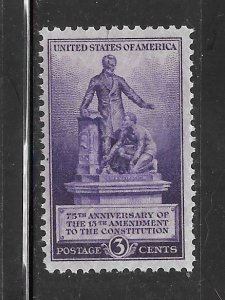 UNITED STATES OF AMERICA
75TH ANNIVERSARY OF
THE 13TH AMENDMENT
TO THE CONSTITUTION
POSTAGE 3 CENTS